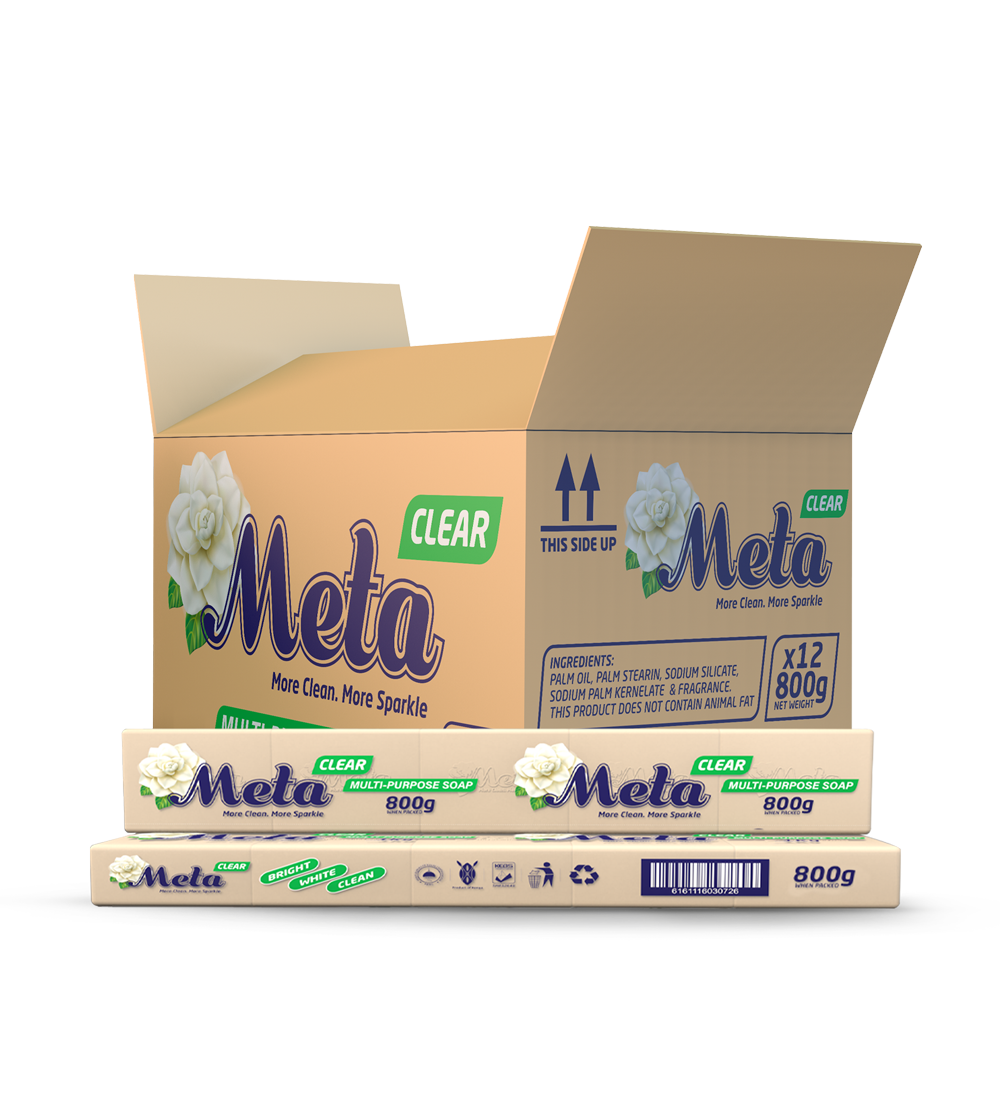 CLEAR
Meta
More Clean. More Sparkle
THIS SIDE UP
CLEAR
Meta
More Clean. More Sparkle
INGREDIENTS:
PALM OIL, PALM STEARIN, SODIUM SILICATE,
SODIUM PALM KERNELATE & FRAGRANCE.
THIS PRODUCT DOES NOT CONTAIN ANIMAL FAT
x12
800g
NET WEIGHT
CLEAR
Meta
MULTI-PURPOSE SOAP
800g
WHEN PACKED
More Clean. More Sparkle
CLEAR
Meta
MULTI-PURPOSE SOAP
800g
WHEN PACKED
More Clean. More Sparkle
CLEAR
Meta
More Clean. More Sparkle
BRIGHT
WHITE
CLEAN
6161116030726
800g
WHEN PACKED